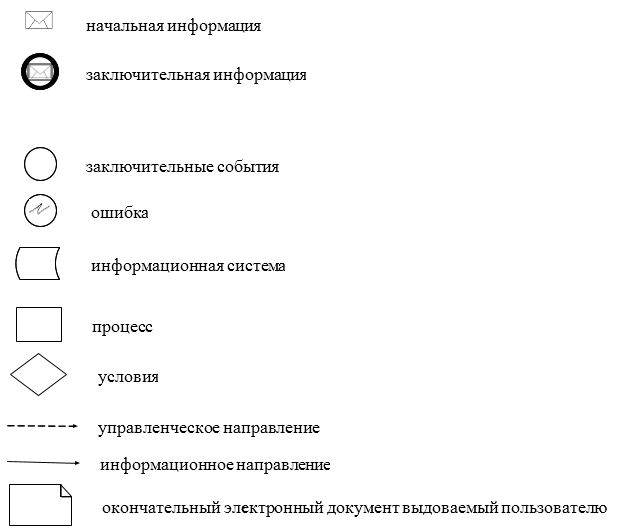 начальная информация
заключительная информация
заключительные события
ошибка
информационная система
процесс
условия
управленческое направление
информационное направление
окончательный электронный документ выдоваемый пользователю